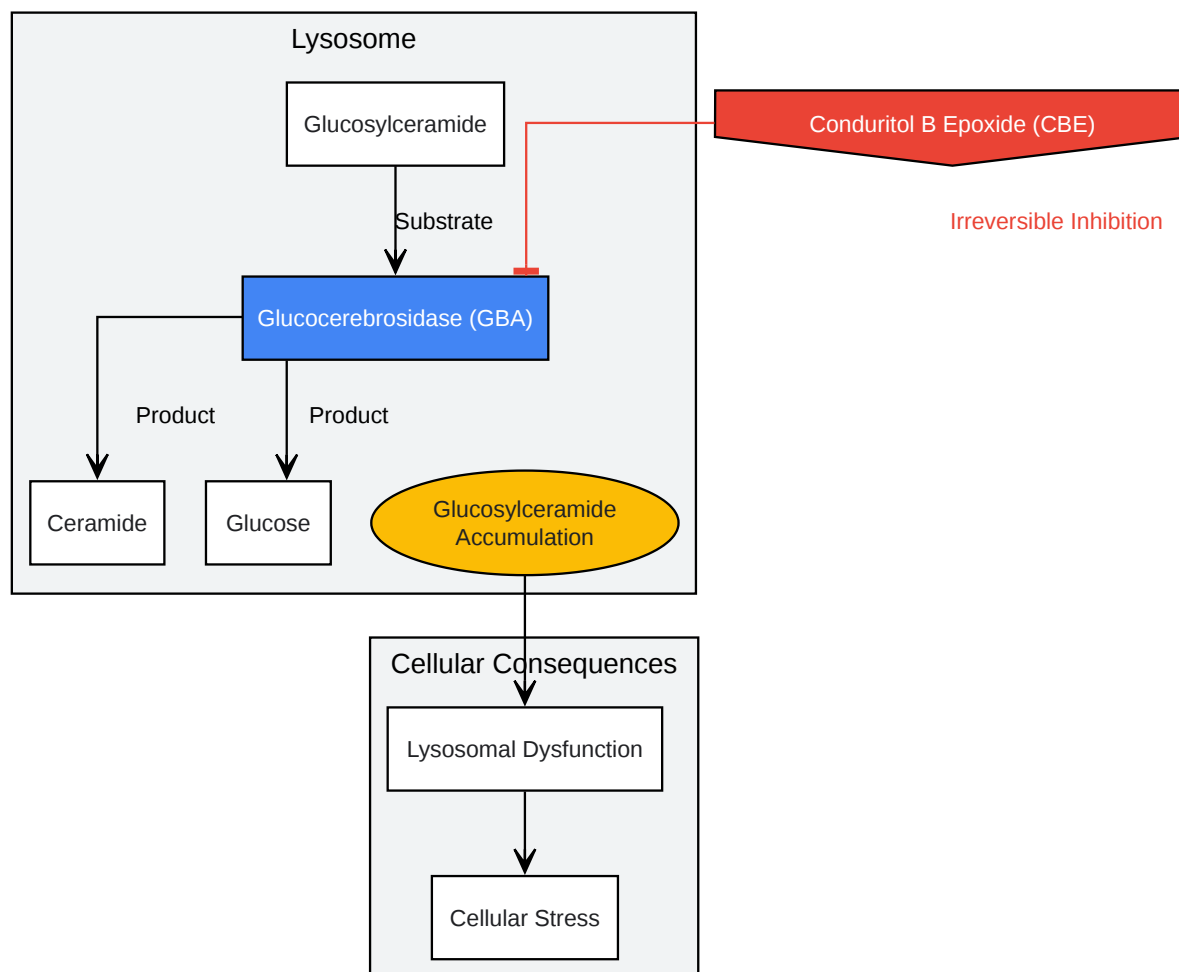 Lysosome
Glucosylceramide
Conduritol B Epoxide (CBE)
Substrate
Irreversible Inhibition
Glucocerebrosidase (GBA)
Product
Product
Ceramide
Glucose
Glucosylceramide
Accumulation
Cellular Consequences
Lysosomal Dysfunction
Cellular Stress